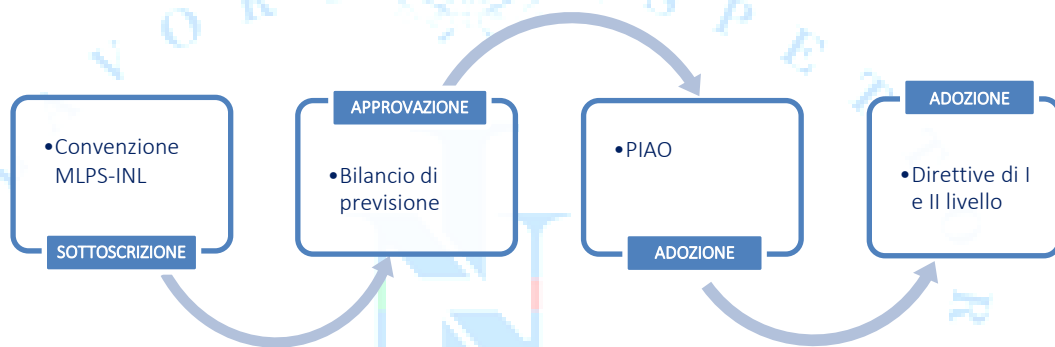 •Convenzione
MLPS-INL
SOTTOSCRIZIONE
APPROVAZIONE
•Bilancio di
previsione
•PIAO
ADOZIONE
ADOZIONE
•Direttive di I
e II livello